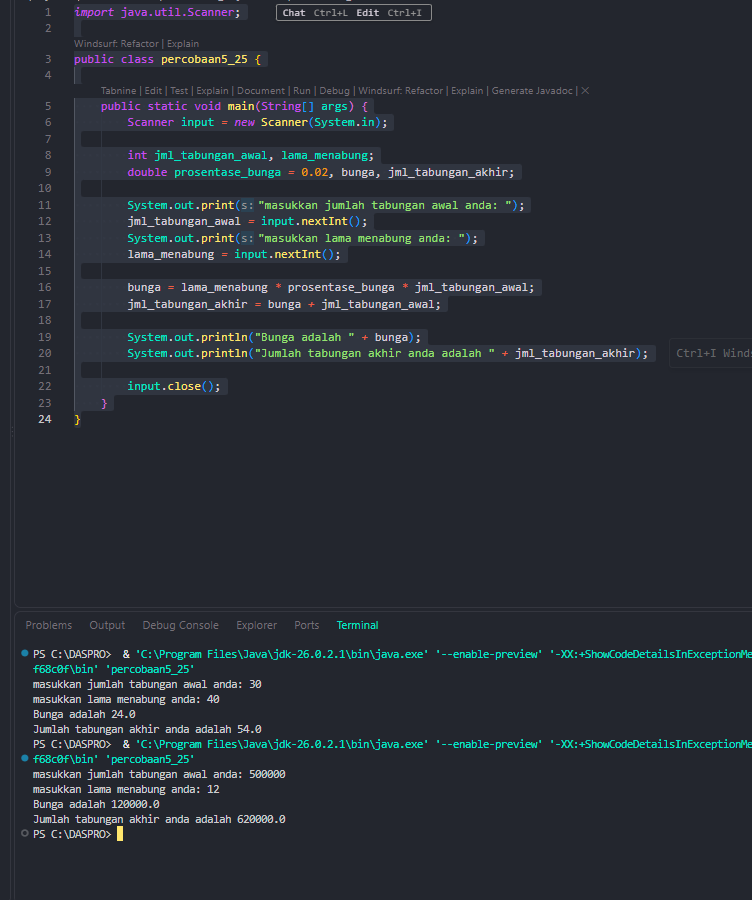 1 import java.util.Scanner; Chat Ctrl+L Edit Ctrl+I
2
Windsurf: Refactor | Explain
3 public class percobaan5_25 {
4
Tabnine | Edit | Test | Explain | Document | Run | Debug | Windsurf: Refactor | Explain | Generate Javadoc | ✕
5 public static void main(String[] args) {
6 Scanner input = new Scanner(System.in);
7
8 int jml_tabungan_awal, lama_menabung;
9 double prosentase_bunga = 0.02, bunga, jml_tabungan_akhir;
10
11 System.out.print(s: "masukkan jumlah tabungan awal anda: ");
12 jml_tabungan_awal = input.nextInt();
13 System.out.print(s: "masukkan lama menabung anda: ");
14 lama_menabung = input.nextInt();
15
16 bunga = lama_menabung * prosentase_bunga * jml_tabungan_awal;
17 jml_tabungan_akhir = bunga + jml_tabungan_awal;
18
19 System.out.println("Bunga adalah " + bunga);
20 System.out.println("Jumlah tabungan akhir anda adalah " + jml_tabungan_akhir); Ctrl+I Winds
21
22 input.close();
23 }
24 }
Problems Output Debug Console Explorer Ports Terminal
PS C:\DASPRO> & 'C:\Program Files\Java\jdk-26.0.2.1\bin\java.exe' '--enable-preview' '-XX:+ShowCodeDetailsInExceptionMe
f68c0f\bin' 'percobaan5_25'
masukkan jumlah tabungan awal anda: 30
masukkan lama menabung anda: 40
Bunga adalah 24.0
Jumlah tabungan akhir anda adalah 54.0
PS C:\DASPRO> & 'C:\Program Files\Java\jdk-26.0.2.1\bin\java.exe' '--enable-preview' '-XX:+ShowCodeDetailsInExceptionMe
f68c0f\bin' 'percobaan5_25'
masukkan jumlah tabungan awal anda: 500000
masukkan lama menabung anda: 12
Bunga adalah 120000.0
Jumlah tabungan akhir anda adalah 620000.0
PS C:\DASPRO>